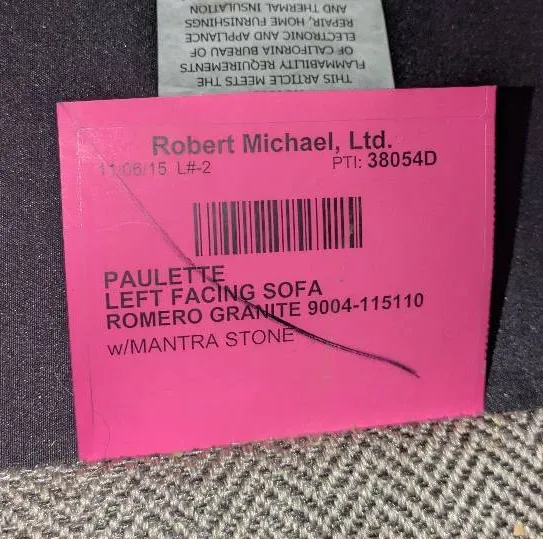 THIS ARTICLE MEETS THE
FLAMMABILITY REQUIREMENTS
OF CALIFORNIA BUREAU OF
ELECTRONIC AND APPLIANCE
REPAIR, HOME FURNISHINGS
AND THERMAL INSULATION
Robert Michael, Ltd.
11/06/15 L#-2 PTI: 38054D
PAULETTE
LEFT FACING SOFA
ROMERO GRANITE 9004-115110
w/MANTRA STONE